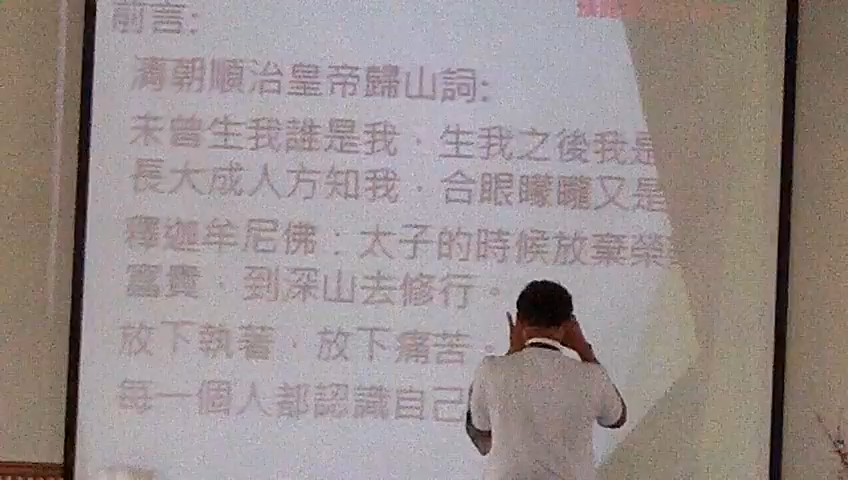 前言:
清朝順治皇帝歸山詞:
未曾生我誰是我，生我之後我是
長大成人方知我，合眼曚曨又是
釋迦牟尼佛：太子的時候放棄榮
富貴，到深山去修行。
放下執著，放下痛苦。
每一個人都認識自己